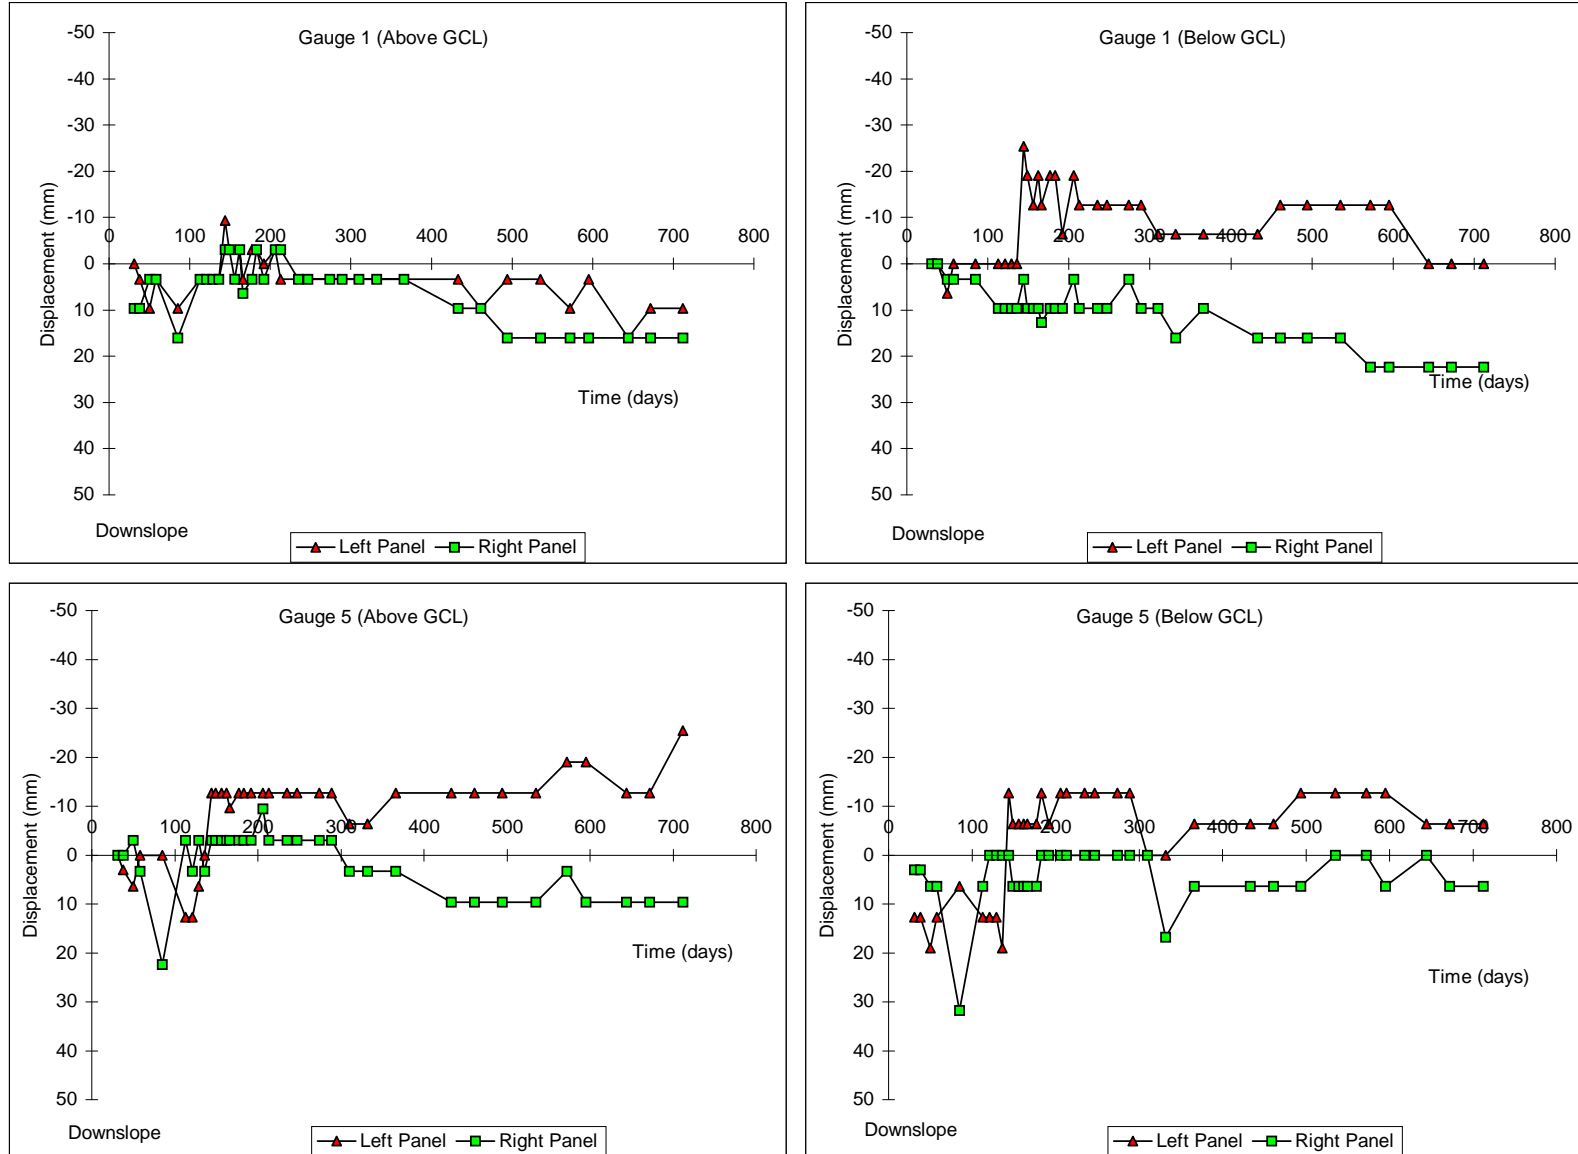 Gauge 1 (Above GCL)
-50
-40
-30
-20
-10
0
10
20
30
40
50
0 100 200 300 400 500 600 700 800
Displacement (mm)
Time (days)
Downslope
Left Panel Right Panel
Gauge 1 (Below GCL)
-50
-40
-30
-20
-10
0
10
20
30
40
50
0 100 200 300 400 500 600 700 800
Displacement (mm)
Time (days)
Downslope
Left Panel Right Panel
Gauge 5 (Above GCL)
-50
-40
-30
-20
-10
0
10
20
30
40
50
0 100 200 300 400 500 600 700 800
Displacement (mm)
Time (days)
Downslope
Left Panel Right Panel
Gauge 5 (Below GCL)
-50
-40
-30
-20
-10
0
10
20
30
40
50
0 100 200 300 400 500 600 700 800
Displacement (mm)
Time (days)
Downslope
Left Panel Right Panel